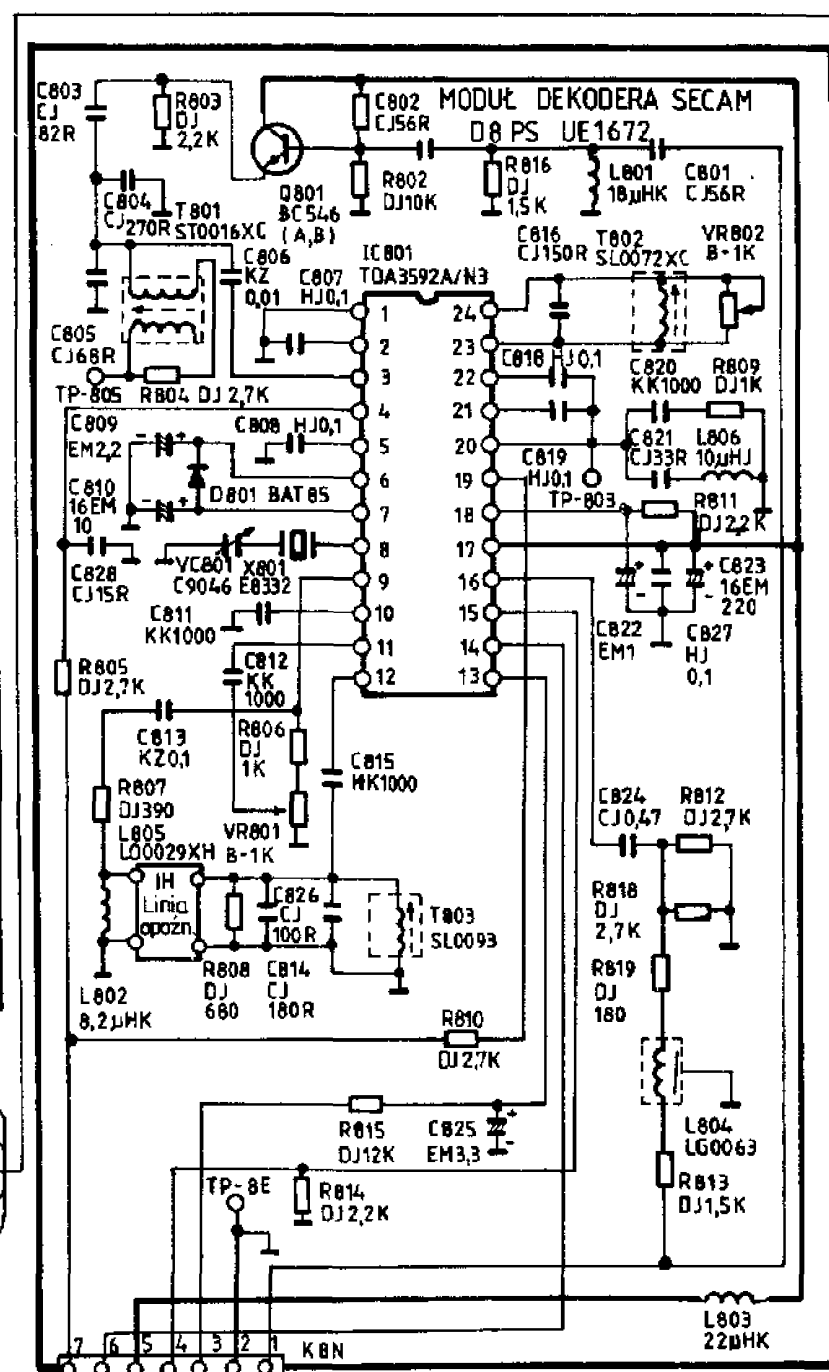 MODUŁ DEKODERA SECAM
D8 PS UE1672
C803
CJ
82R
R803
DJ
2,2K
C802
CJ56R
C804
CJ
270R
T801
ST0016XC
Q801
BC546
(A,B)
R802
DJ10K
R816
DJ
1,5K
L801
18µHK
C801
CJ56R
C806
KZ
0,01
C807
HJ0,1
IC801
TDA3592A/N3
C816
CJ150R
T802
SL0072XC
VR802
B-1K
C805
CJ68R
TP-805
R804 DJ 2,7K
C818 HJ0,1
C820
KK1000
R809
DJ1K
C809
EM2,2
C808 HJ0,1
C819
HJ0,1
TP-803
C821
CJ33R
L806
10µHJ
C810
16EM
10
D801 BAT85
R811
DJ2,2K
C828
CJ15R
VC801
C9046
X801
E8332
C811
KK1000
C822
EM1
C823
16EM
220
C827
HJ
0,1
1
2
3
4
5
6
7
8
9
10
11
12
24
23
22
21
20
19
18
17
16
15
14
13
R805
DJ2,7K
C812
KK
1000
C813
KZ0,1
R806
DJ
1K
C815
HK1000
R807
DJ390
L805
LO0029XH
VR801
B-1K
1H
Linia
opoźn.
C826
CJ
100R
T803
SL0093
C824
CJ0,47
R812
DJ2,7K
R818
DJ
2,7K
R819
DJ
180
L802
8,2µHK
R808
DJ
680
C814
CJ
180R
R810
DJ2,7K
R815
DJ12K
C825
EM3,3
L804
LG0063
TP-8E
R814
DJ2,2K
R813
DJ1,5K
L803
22µHK
7 6 5 4 3 2 1 K8N